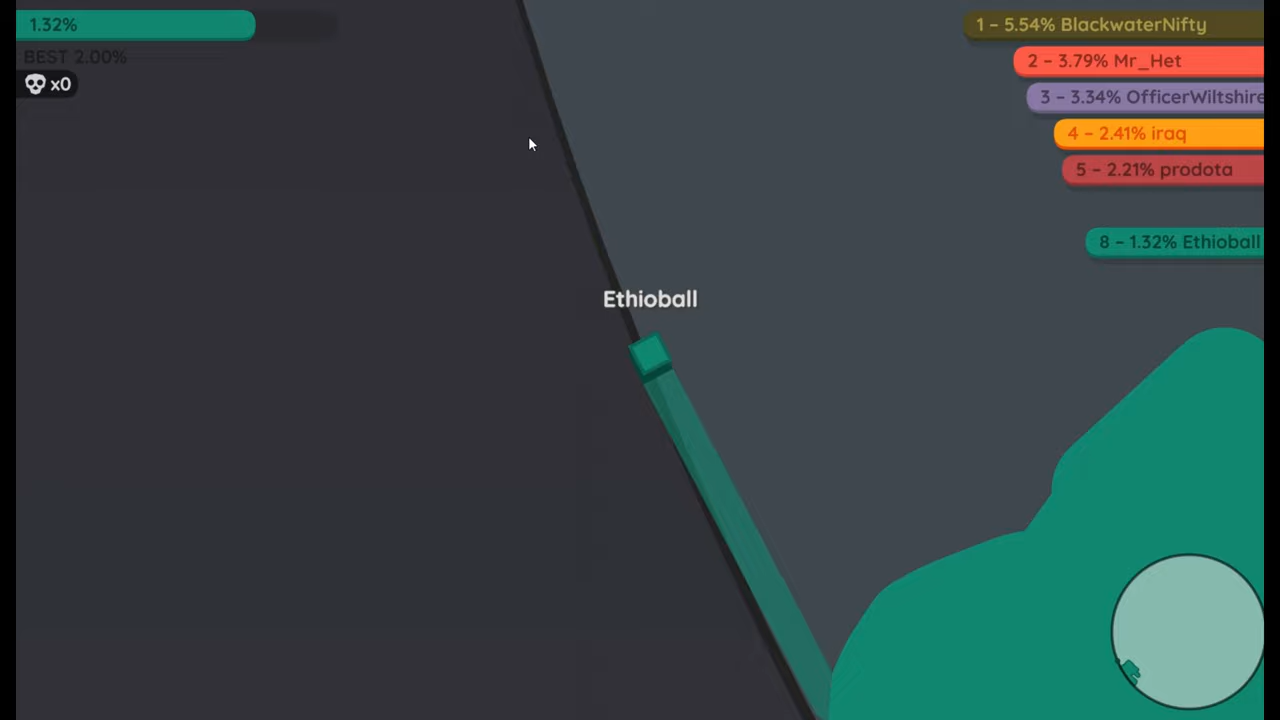 1.32%
BEST 2.00%
x0
1 – 5.54% BlackwaterNifty
2 – 3.79% Mr_Het
3 – 3.34% OfficerWiltshire
4 – 2.41% iraq
5 – 2.21% prodota
8 – 1.32% Ethioball
Ethioball